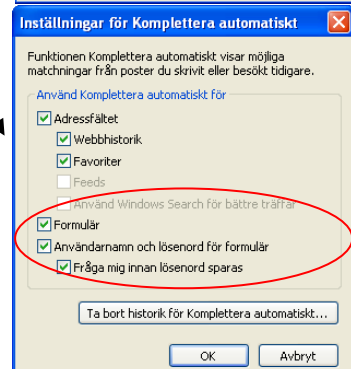 Inställningar för Komplettera automatiskt
Funktionen Komplettera automatiskt visar möjliga
matchningar från poster du skrivit eller besökt tidigare.
Använd Komplettera automatiskt för
Adressfältet
Webbhistorik
Favoriter
Feeds
Använd Windows Search för bättre träffar
Formulär
Användarnamn och lösenord för formulär
Fråga mig innan lösenord sparas
Ta bort historik för Komplettera automatiskt...
OK
Avbryt